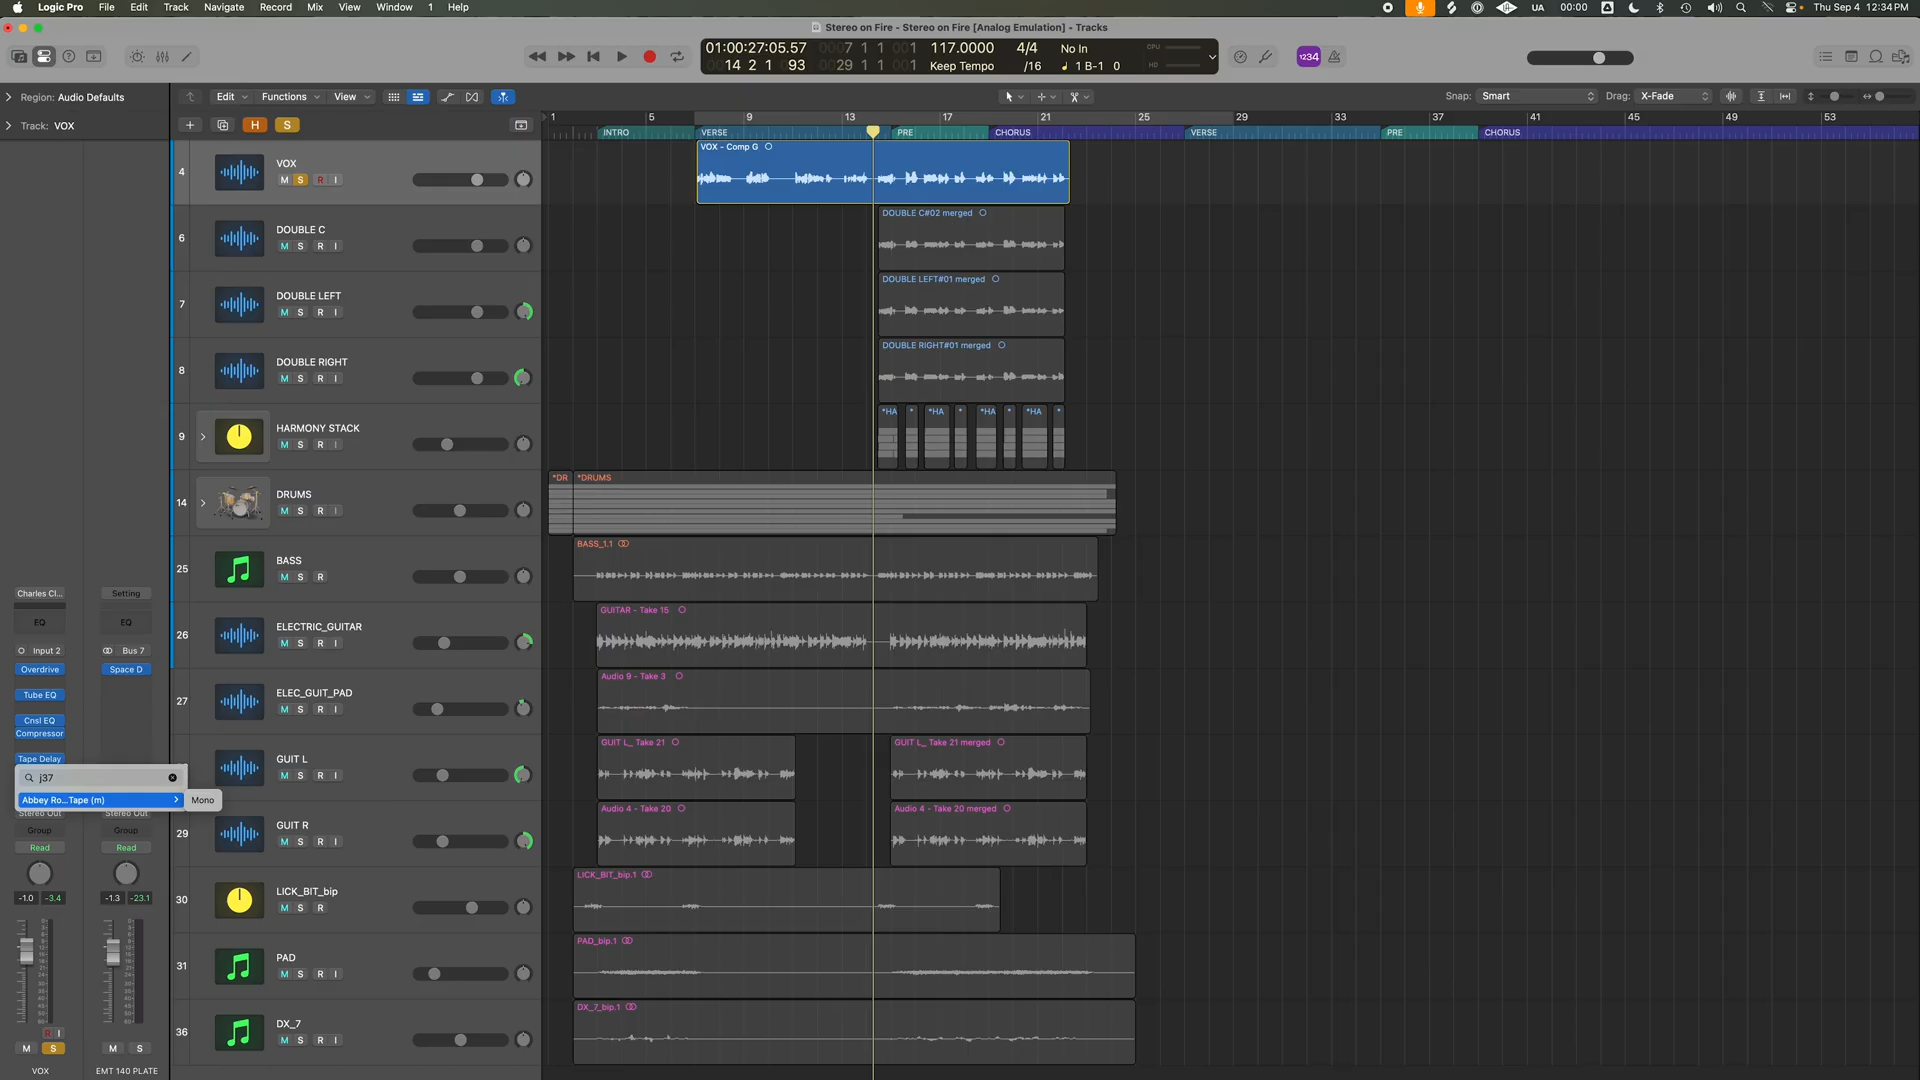 Logic Pro File Edit Track Navigate Record Mix View Window 1 Help UA 00:00 Thu Sep 4 12:34 PM
Stereo on Fire - Stereo on Fire [Analog Emulation] - Tracks
01:00:27:05.57 0007 1 1 001 117.0000 4/4 No In CPU
14 2 1 93 0029 1 1 001 Keep Tempo /16 1 B-1 0 HD
1234
Region: Audio Defaults
Edit Functions View Snap: Smart Drag: X-Fade
Track: VOX
H S
1 5 9 13 17 21 25 29 33 37 41 45 49 53
INTRO VERSE PRE CHORUS VERSE PRE CHORUS
4 VOX
M S R I
VOX - Comp G
6 DOUBLE C
M S R I
DOUBLE C#02 merged
7 DOUBLE LEFT
M S R I
DOUBLE LEFT#01 merged
8 DOUBLE RIGHT
M S R I
DOUBLE RIGHT#01 merged
9 HARMONY STACK
M S R I
*HA * *HA * *HA * *HA *
14 DRUMS
M S R I
*DR *DRUMS
25 BASS
M S R
BASS_1.1
26 ELECTRIC_GUITAR
M S R I
GUITAR - Take 15
27 ELEC_GUIT_PAD
M S R I
Audio 9 - Take 3
GUIT L
M S R I
GUIT L_ Take 21 GUIT L_ Take 21 merged
29 GUIT R
M S R I
Audio 4 - Take 20 Audio 4 - Take 20 merged
30 LICK_BIT_bip
M S R
LICK_BIT_bip.1
31 PAD
M S R I
PAD_bip.1
36 DX_7
M S R I
DX_7_bip.1
Charles Cl... Setting
EQ EQ
Input 2 Bus 7
Overdrive Space D
Tube EQ
Cnsl EQ
Compressor
Tape Delay
j37
Abbey Ro...Tape (m) Mono
Stereo Out Stereo Out
Group Group
Read Read
-1.0 -3.4 -1.3 -23.1
R I
M S M S
VOX EMT 140 PLATE